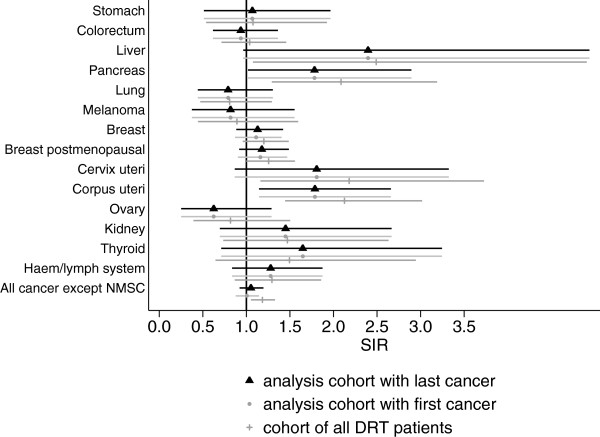 Stomach
Colorectum
Liver
Pancreas
Lung
Melanoma
Breast
Breast postmenopausal
Cervix uteri
Corpus uteri
Ovary
Kidney
Thyroid
Haem/lymph system
All cancer except NMSC
0.0 0.5 1.0 1.5 2.0 2.5 3.0 3.5
SIR
analysis cohort with last cancer
analysis cohort with first cancer
cohort of all DRT patients